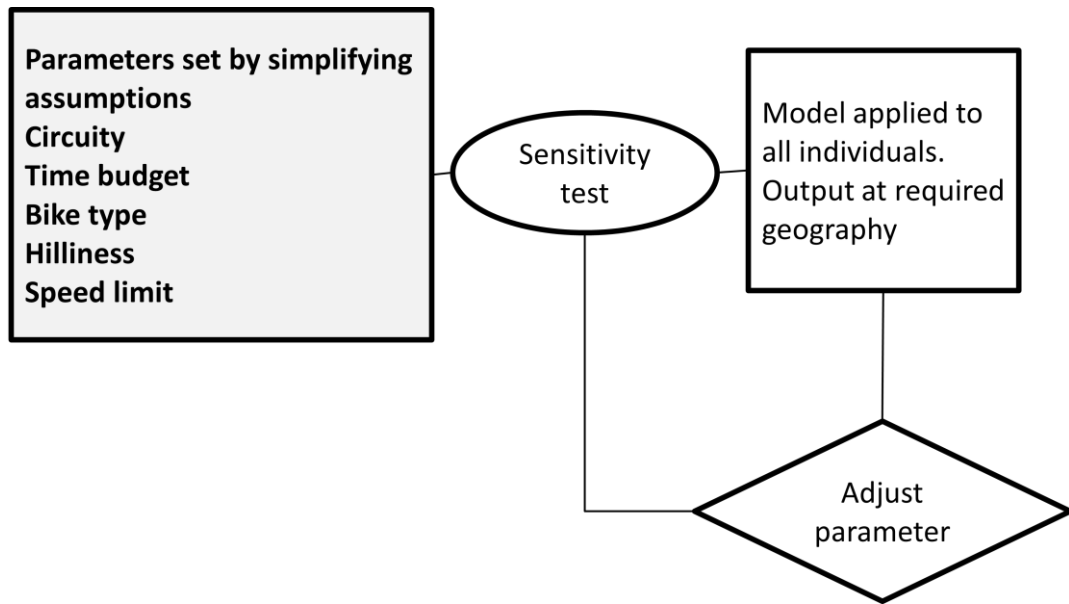 Parameters set by simplifying
assumptions
Circuity
Time budget
Bike type
Hilliness
Speed limit
Sensitivity
test
Model applied to
all individuals.
Output at required
geography
Adjust
parameter